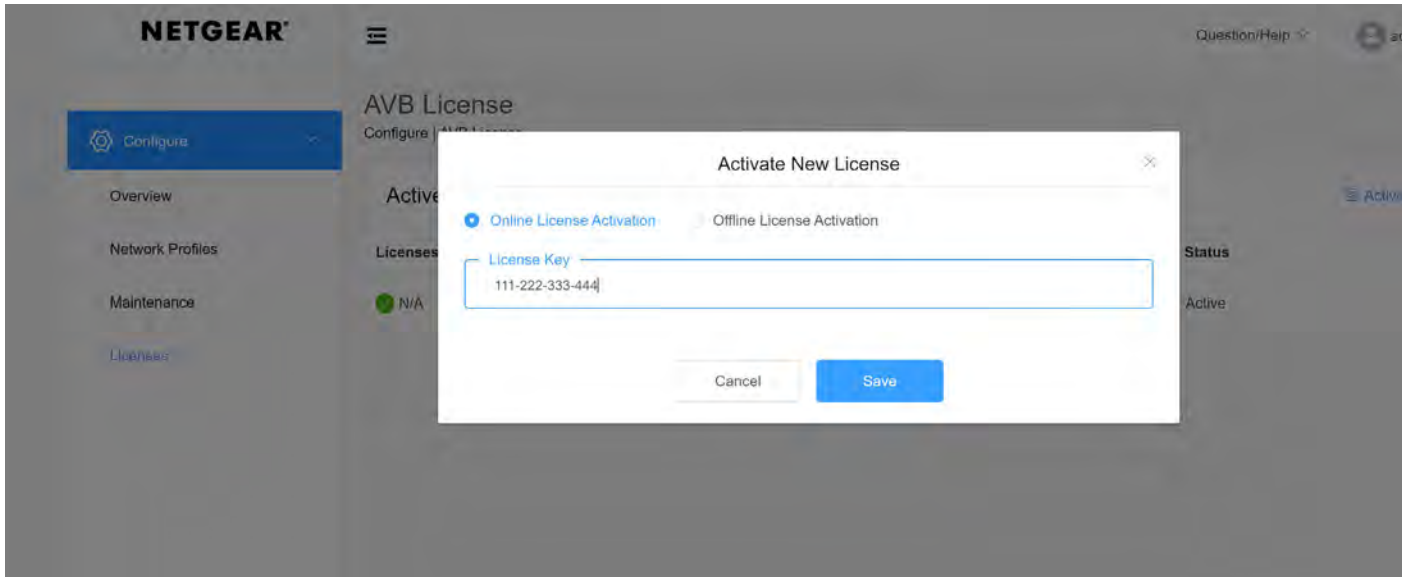 NETGEAR
Question/Help
AVB License
Configure
Configure |
Activate New License
Overview
Online License Activation
Offline License Activation
Network Profiles
Licenses
License Key
Status
111-222-333-444
Maintenance
N/A
Active
Licenses
Cancel
Save